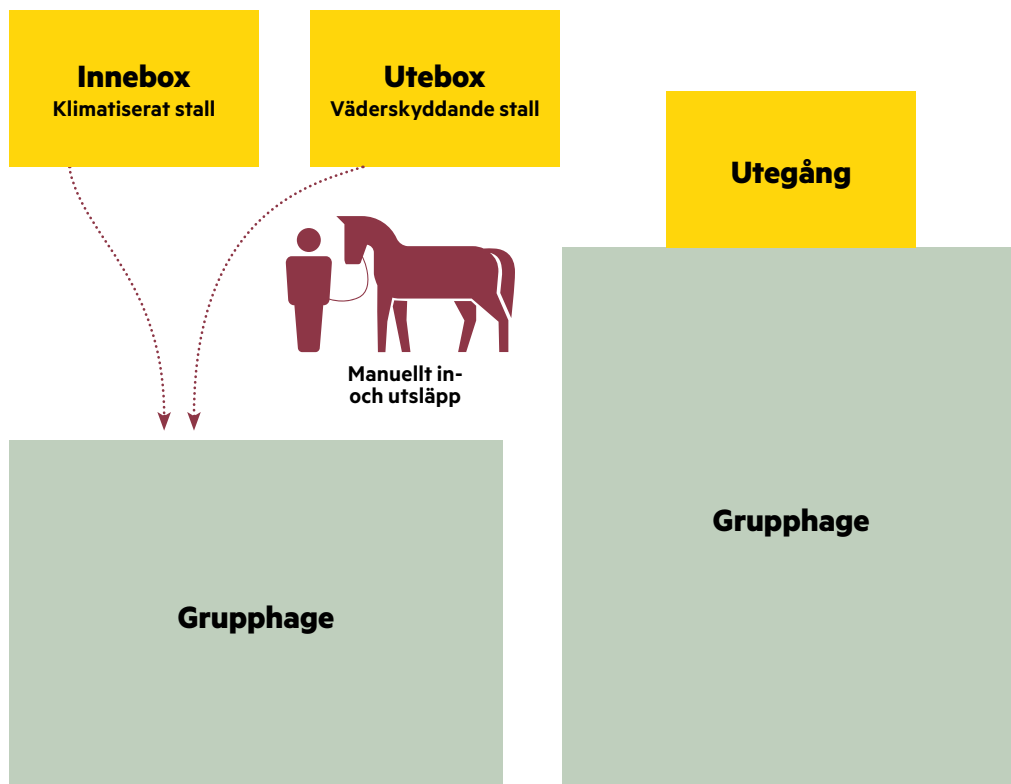 Innebox
Klimatiserat stall
Utebox
Väderskyddande stall
Utegång
Manuellt in-
och utsläpp
Grupphage
Grupphage